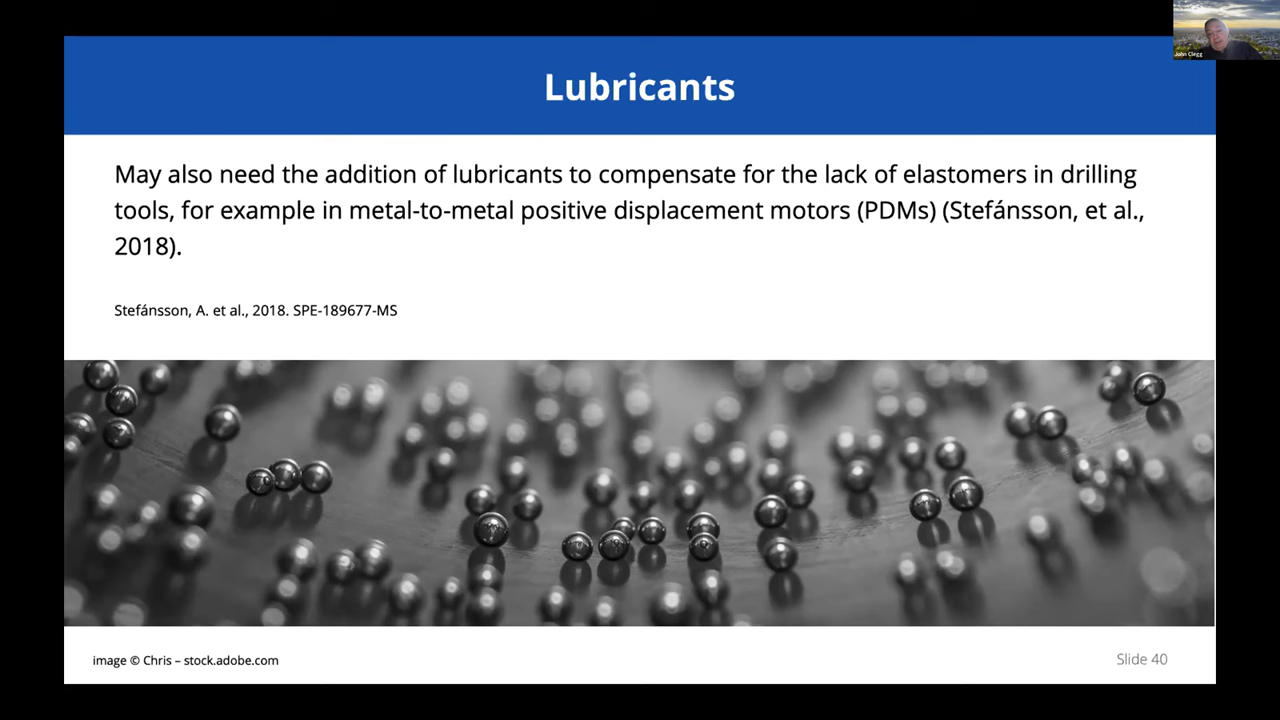 John Clegg
Lubricants
May also need the addition of lubricants to compensate for the lack of elastomers in drilling
tools, for example in metal-to-metal positive displacement motors (PDMs) (Stefánsson, et al.,
2018).
Stefánsson, A. et al., 2018. SPE-189677-MS
image © Chris – stock.adobe.com
Slide 40